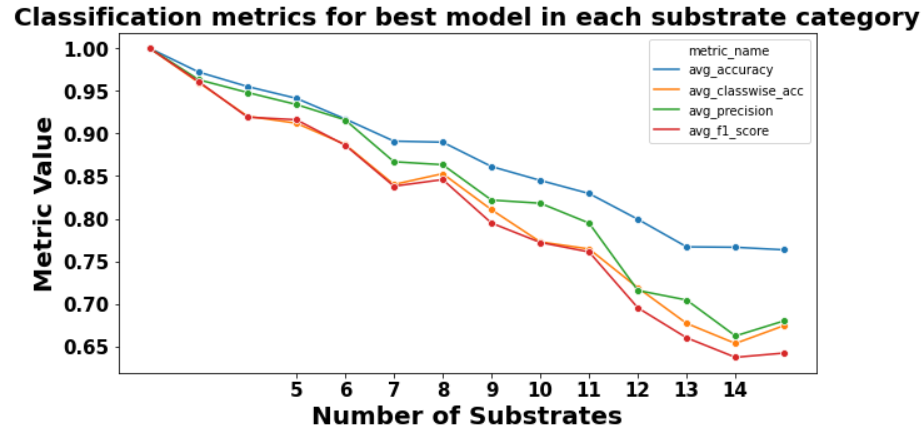 Classification metrics for best model in each substrate category
1.00
0.95
0.90
0.85
0.80
0.75
0.70
0.65
Metric Value
metric_name
avg_accuracy
avg_classwise_acc
avg_precision
avg_f1_score
5 6 7 8 9 10 11 12 13 14
Number of Substrates